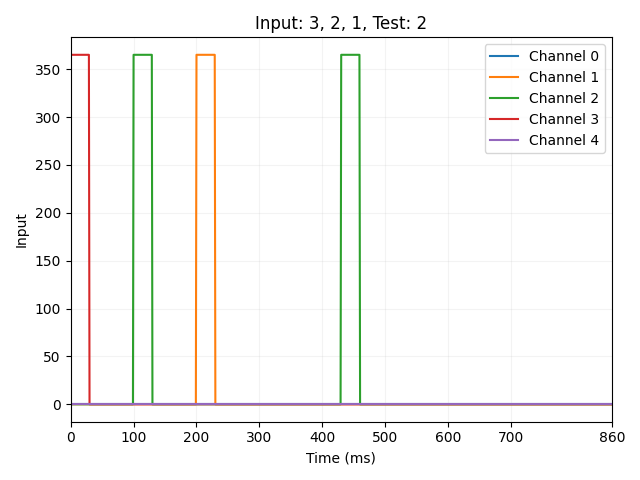 Input: 3, 2, 1, Test: 2
Channel 0
Channel 1
Channel 2
Channel 3
Channel 4
Input
350
300
250
200
150
100
50
0
0 100 200 300 400 500 600 700 860
Time (ms)